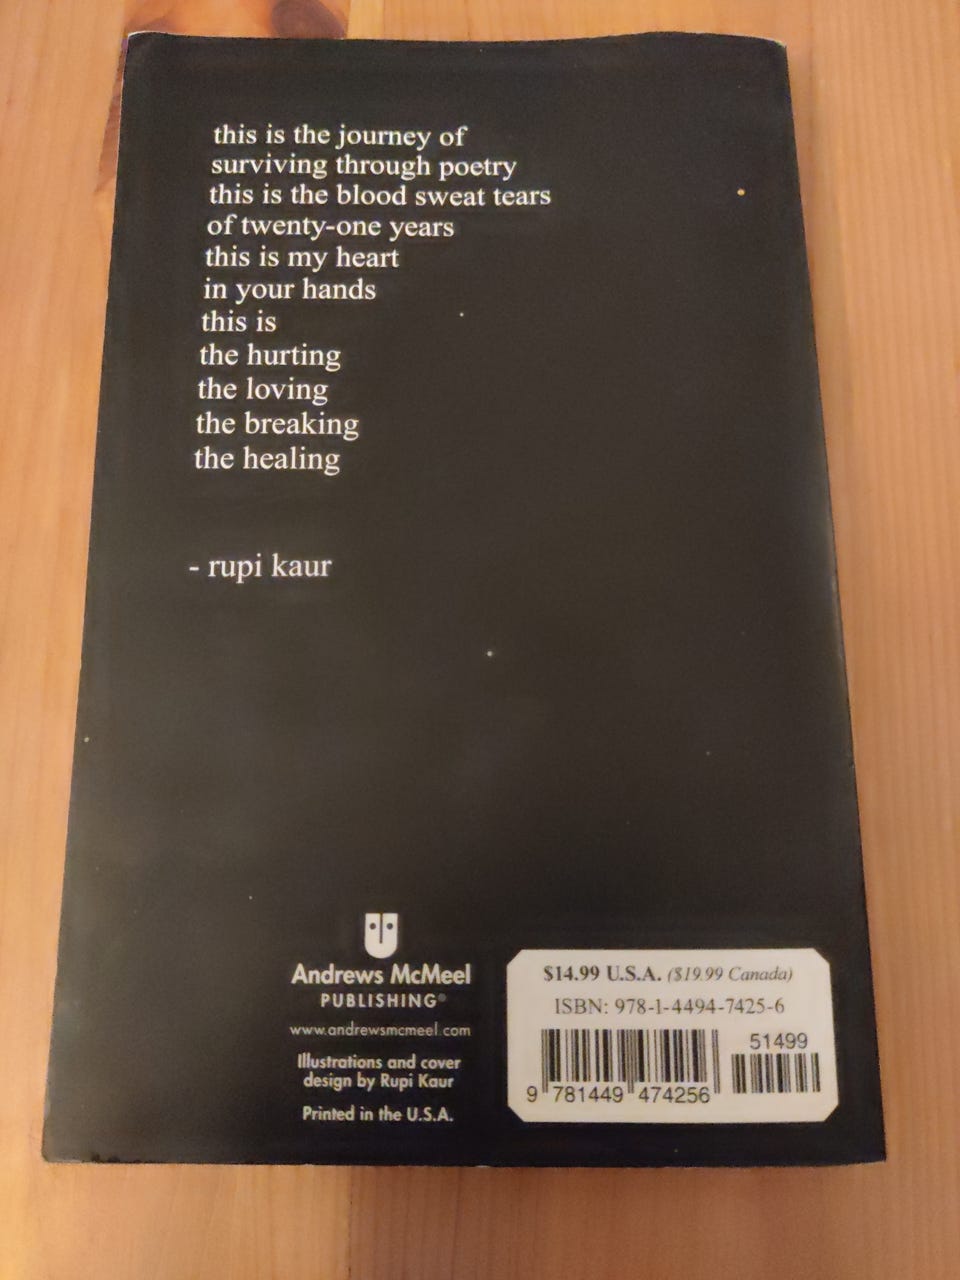 this is the journey of
surviving through poetry
this is the blood sweat tears
of twenty-one years
this is my heart
in your hands
this is
the hurting
the loving
the breaking
the healing
- rupi kaur
Andrews McMeel
PUBLISHING®
www.andrewsmcmeel.com
Illustrations and cover
design by Rupi Kaur
Printed in the U.S.A.
$14.99 U.S.A. ($19.99 Canada)
ISBN: 978-1-4494-7425-6
51499
9 781449 474256